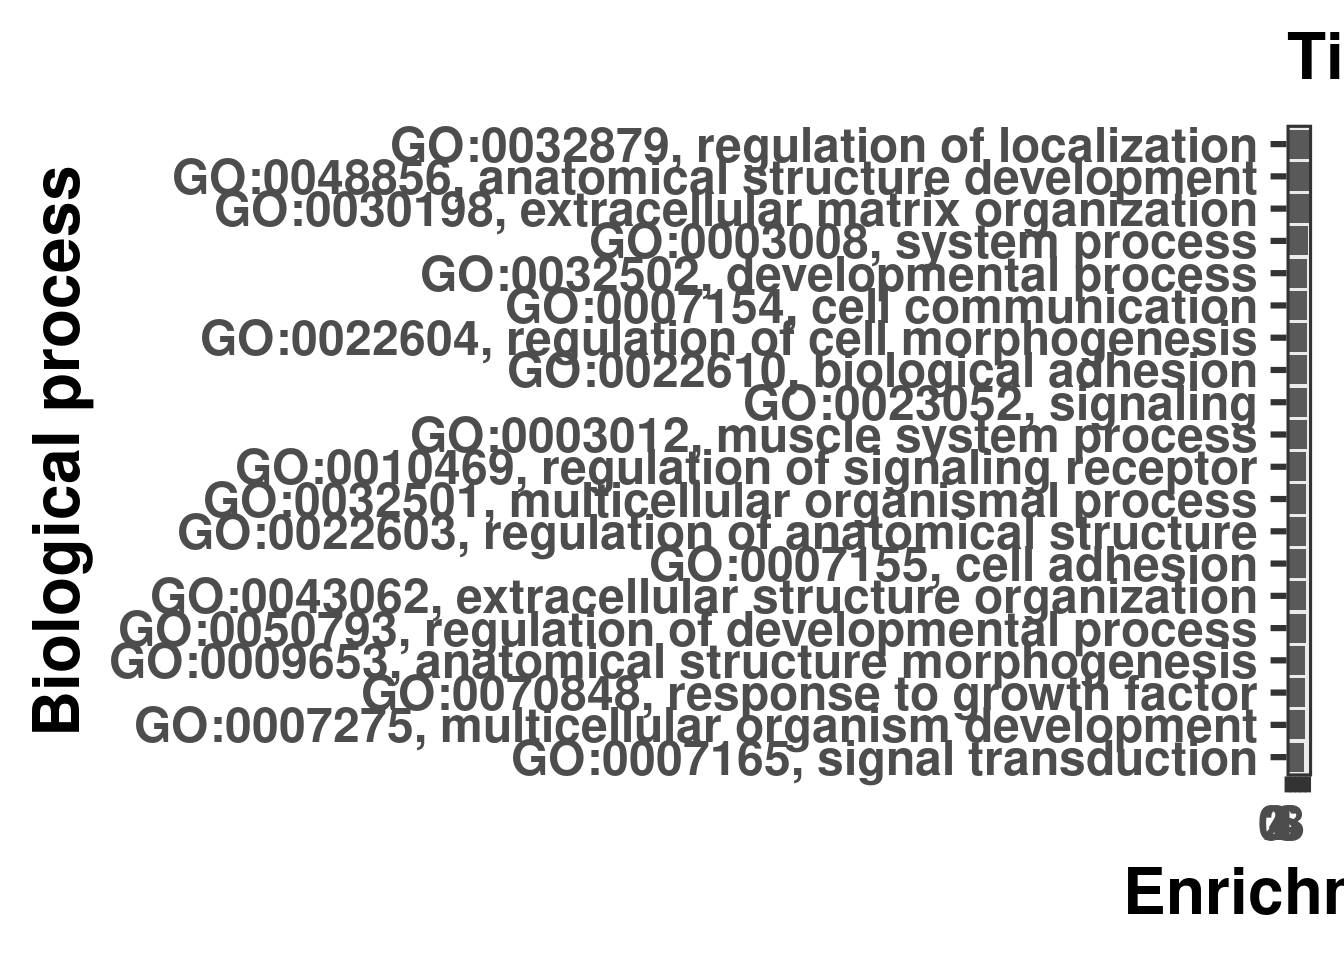 Ti
GO:0032879, regulation of localization
GO:0048856, anatomical structure development
GO:0030198, extracellular matrix organization
GO:0003008, system process
GO:0032502, developmental process
GO:0007154, cell communication
GO:0022604, regulation of cell morphogenesis
GO:0022610, biological adhesion
GO:0023052, signaling
GO:0003012, muscle system process
GO:0010469, regulation of signaling receptor
GO:0032501, multicellular organismal process
GO:0022603, regulation of anatomical structure
GO:0007155, cell adhesion
GO:0043062, extracellular structure organization
GO:0050793, regulation of developmental process
GO:0009653, anatomical structure morphogenesis
GO:0070848, response to growth factor
GO:0007275, multicellular organism development
GO:0007165, signal transduction
Biological process
Enrichm